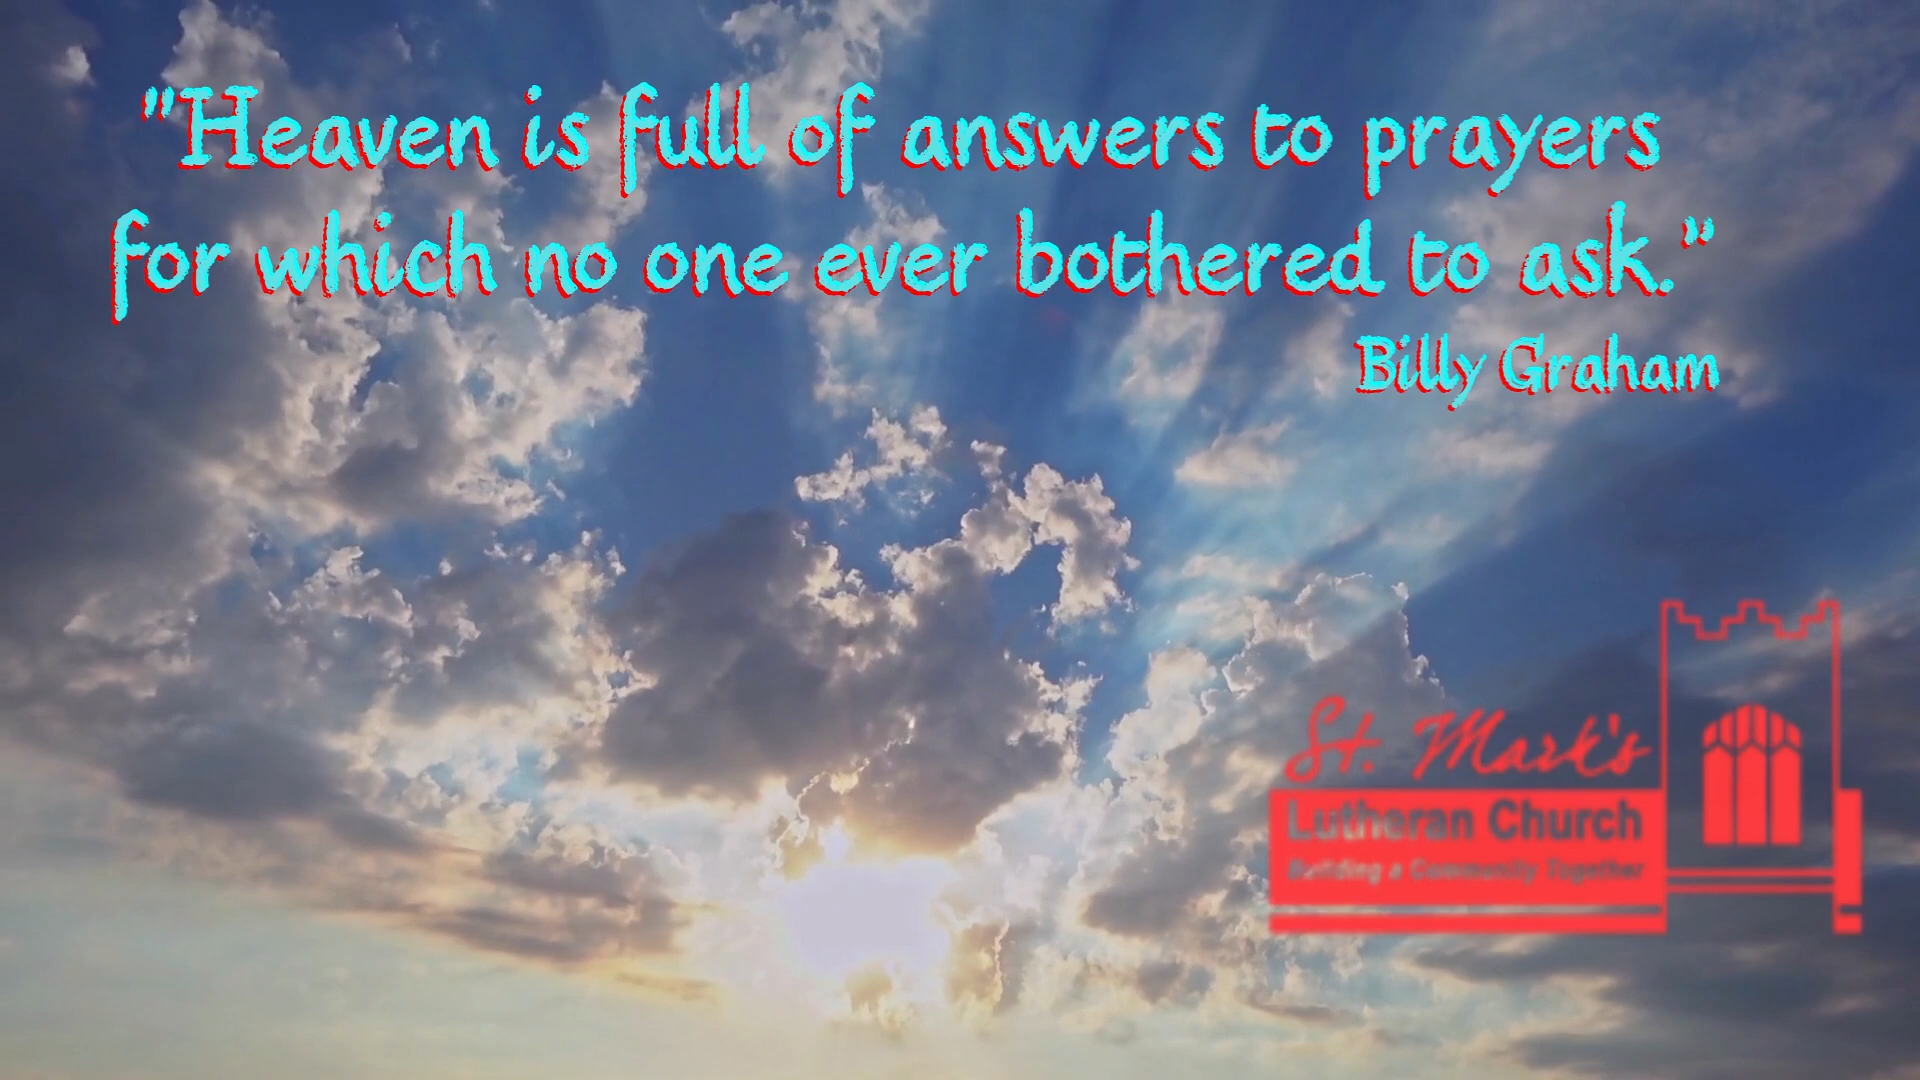 "Heaven is full of answers to prayers
for which no one ever bothered to ask."
Billy Graham
St. Mark's
Lutheran Church
Building a Community Together